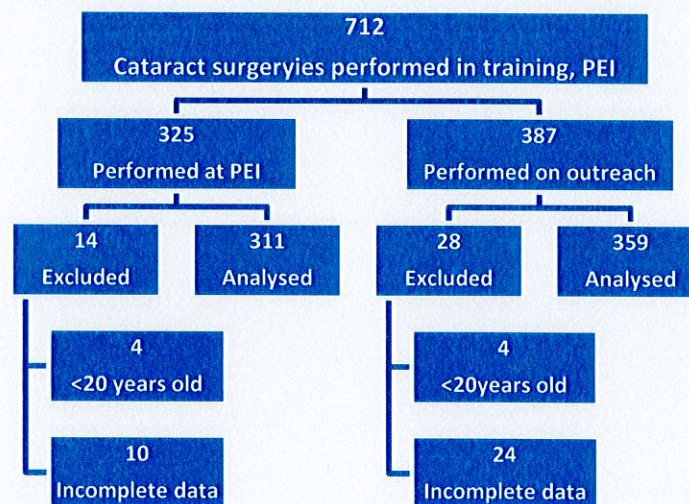 712
Cataract surgeryies performed in training, PEI
325
Performed at PEI
387
Performed on outreach
14
Excluded
311
Analysed
28
Excluded
359
Analysed
4
<20 years old
4
<20years old
10
Incomplete data
24
Incomplete data